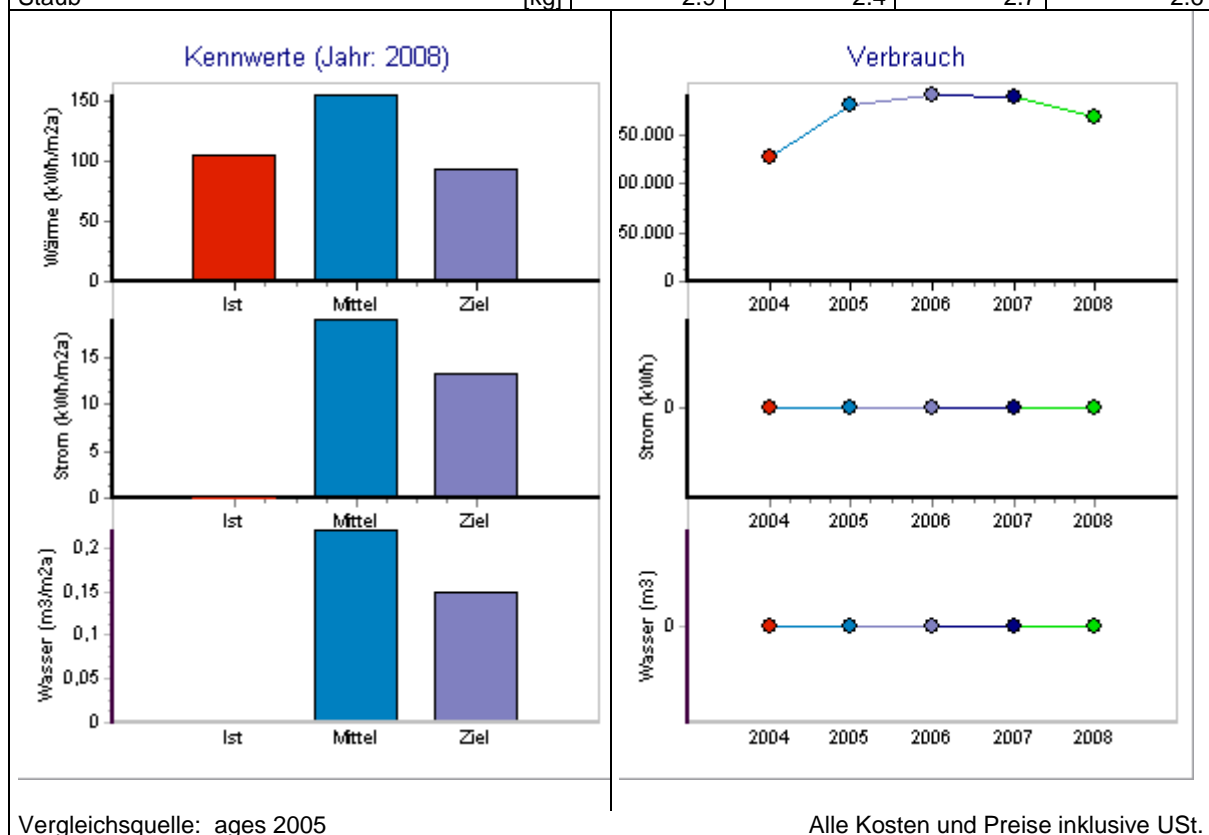 Staub [kg] 2.9 2.4 2.7
Kennwerte (Jahr: 2008)
Wärme (kWh/m2a)
150
100
50
0
Ist Mittel Ziel
Strom (kWh/m2a)
15
10
5
0
Ist Mittel Ziel
Wasser (m3/m2a)
0,2
0,15
0,1
0,05
0
Ist Mittel Ziel
Verbrauch
50.000
00.000
50.000
0
2004 2005 2006 2007 2008
Strom (kWh)
0
2004 2005 2006 2007 2008
Wasser (m3)
0
2004 2005 2006 2007 2008
Vergleichsquelle: ages 2005
Alle Kosten und Preise inklusive USt.